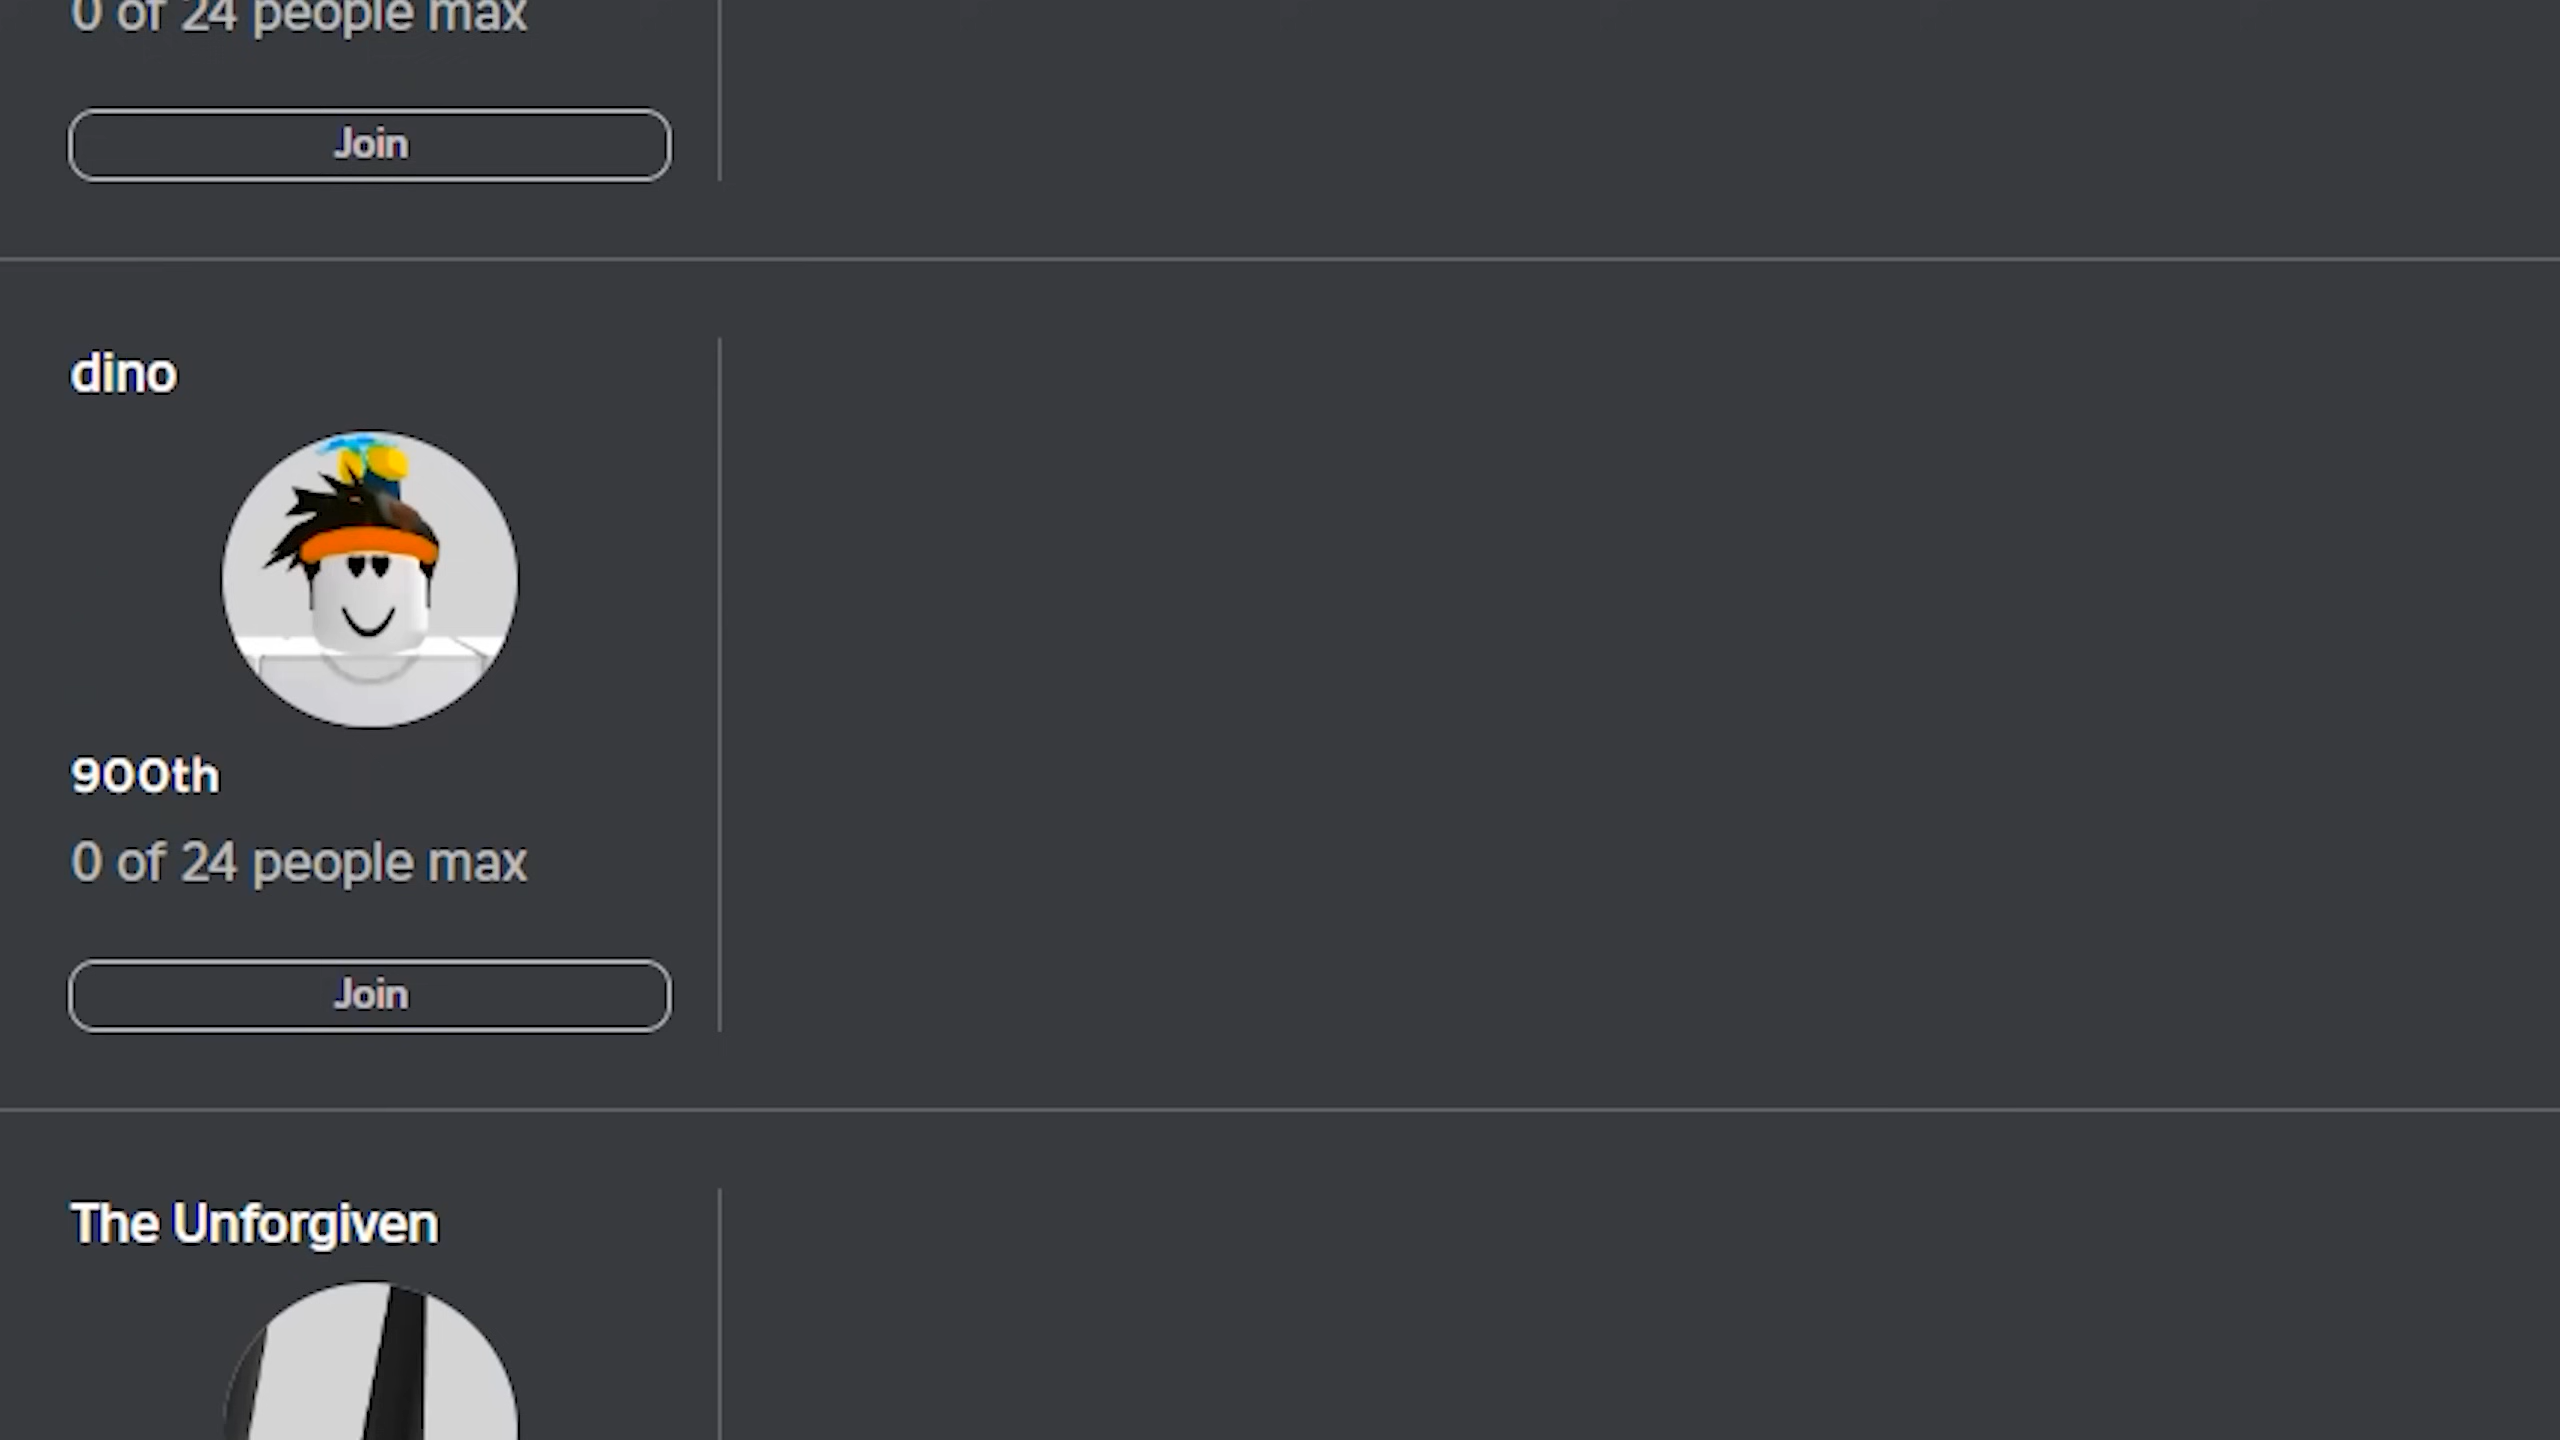 0 of 24 people max
Join
dino
900th
0 of 24 people max
Join
The Unforgiven